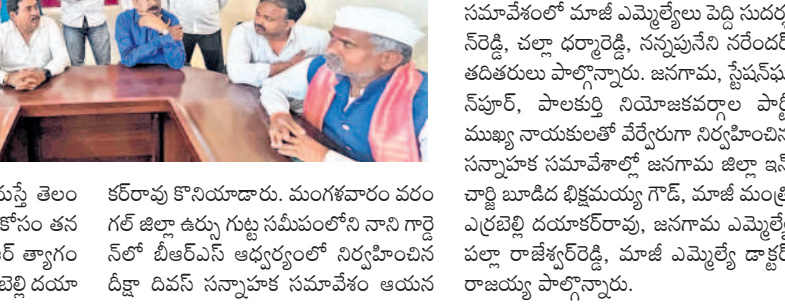 మస్తే తెలం
కోసం తన
ర్ త్యాగం
బెల్లి దయా
కర్‌రావు కొనియాడారు. మంగళవారం వరం
గల్ జిల్లా ఉర్సు గుట్ట సమీపంలోని నాని గార్డె
న్‌లో బీఆర్ఎస్ ఆధ్వర్యంలో నిర్వహించిన
దీక్షా దివస్ సన్నాహక సమావేశం ఆయన
సమావేశంలో మాజీ ఎమ్మెల్యేలు పెద్ది సుదర్శ
న్‌రెడ్డి, చల్లా ధర్మారెడ్డి, నన్నపునేని నరేందర్
తదితరులు పాల్గొన్నారు. జనగామ, స్టేషన్‌ఘ
న్‌పూర్, పాలకుర్తి నియోజకవర్గాల పార్టీ
ముఖ్య నాయకులతో వేర్వేరుగా నిర్వహించిన
సన్నాహక సమావేశాల్లో జనగామ జిల్లా ఇన్
చార్జి బూడిద భిక్షమయ్య గౌడ్, మాజీ మంత్రి
ఎర్రబెల్లి దయాకర్‌రావు, జనగామ ఎమ్మెల్యే
పల్లా రాజేశ్వర్‌రెడ్డి, మాజీ ఎమ్మెల్యే డాక్టర్
రాజయ్య పాల్గొన్నారు.